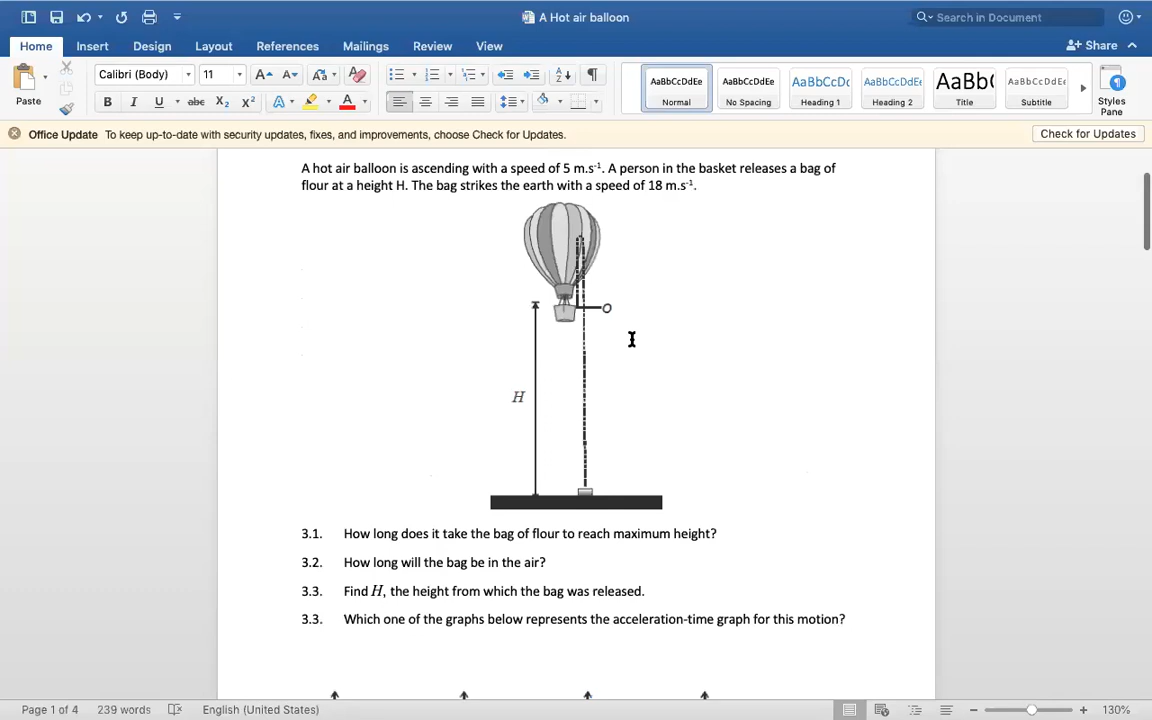 A Hot air balloon
Search in Document
Home Insert Design Layout References Mailings Review View
Share
Paste
Calibri (Body) 11
AaBbCcDdEe AaBbCcDdEe AaBbCcDc AaBbCcDdEe AaBb( AaBbCcDdEe
Normal No Spacing Heading 1 Heading 2 Title Subtitle
Styles
Pane
B I U abc X₂ X² A A
Office Update To keep up-to-date with security updates, fixes, and improvements, choose Check for Updates.
Check for Updates
A hot air balloon is ascending with a speed of 5 m.s⁻¹. A person in the basket releases a bag of
flour at a height H. The bag strikes the earth with a speed of 18 m.s⁻¹.
O
H
3.1. How long does it take the bag of flour to reach maximum height?
3.2. How long will the bag be in the air?
3.3. Find H, the height from which the bag was released.
3.3. Which one of the graphs below represents the acceleration-time graph for this motion?
Page 1 of 4 239 words English (United States) 130%